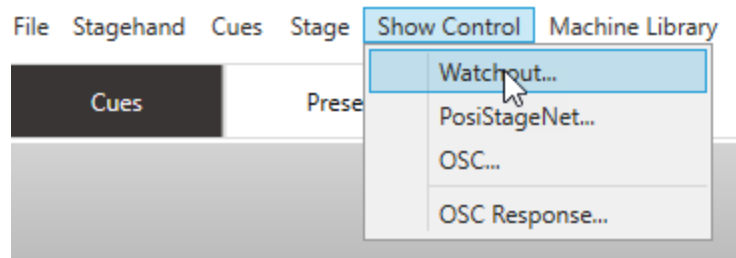 File Stagehand Cues Stage Show Control Machine Library
Cues Prese
Watchout...
PosiStageNet...
OSC...
OSC Response...